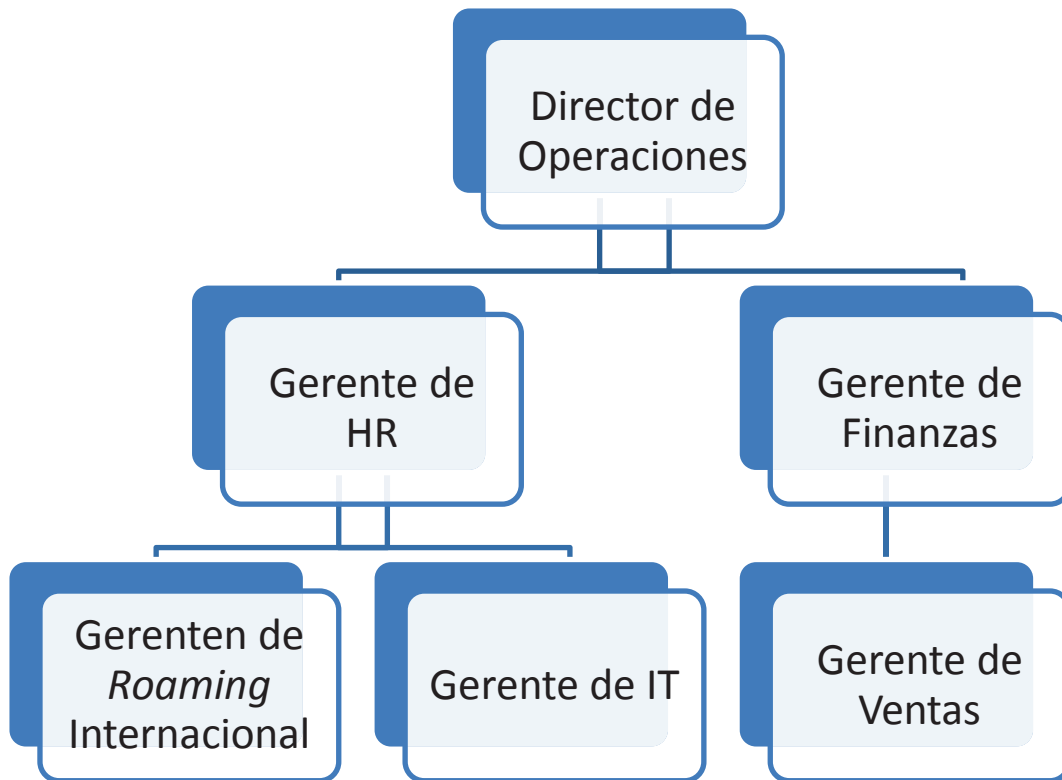 Director de
Operaciones
Gerente de
HR
Gerente de
Finanzas
Gerenten de
Roaming
Internacional
Gerente de IT
Gerente de
Ventas